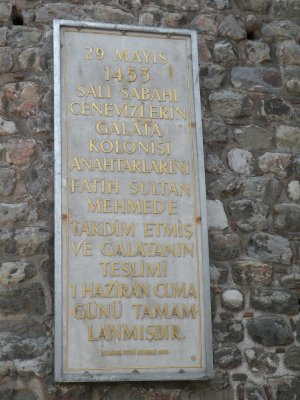 29 MAYIS
1453
SALI SABAHI
CENEVİZLERİN
GALATA
KOLONİSİ
ANAHTARLARINI
FATİH SULTAN
MEHMED'E
TAKDİM ETMİŞ
VE GALATANIN
TESLİMİ
1 HAZİRAN CUMA
GÜNÜ TAMAM-
LANMIŞDIR.